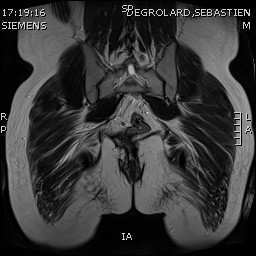 17:19:16 SP DEGROLARD,SEBASTIEN
SIEMENS M
R L
P A
IA